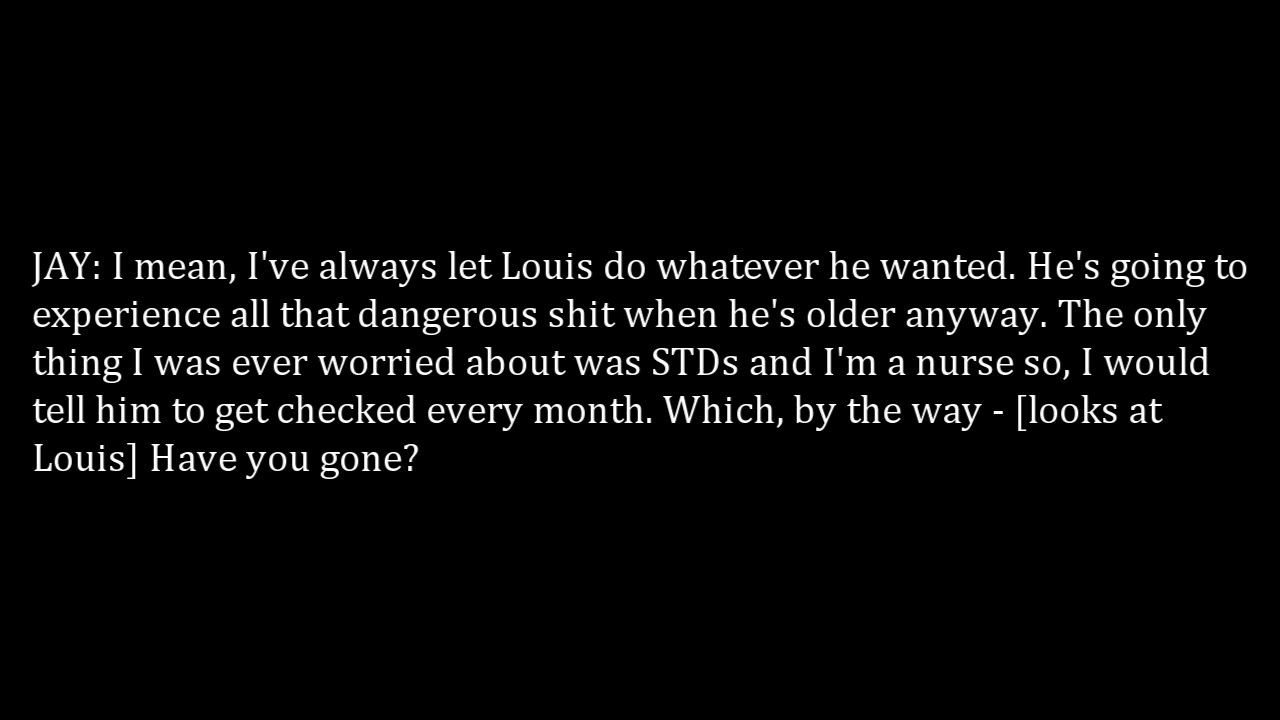 JAY: I mean, I've always let Louis do whatever he wanted. He's going to
experience all that dangerous shit when he's older anyway. The only
thing I was ever worried about was STDs and I'm a nurse so, I would
tell him to get checked every month. Which, by the way - [looks at
Louis] Have you gone?